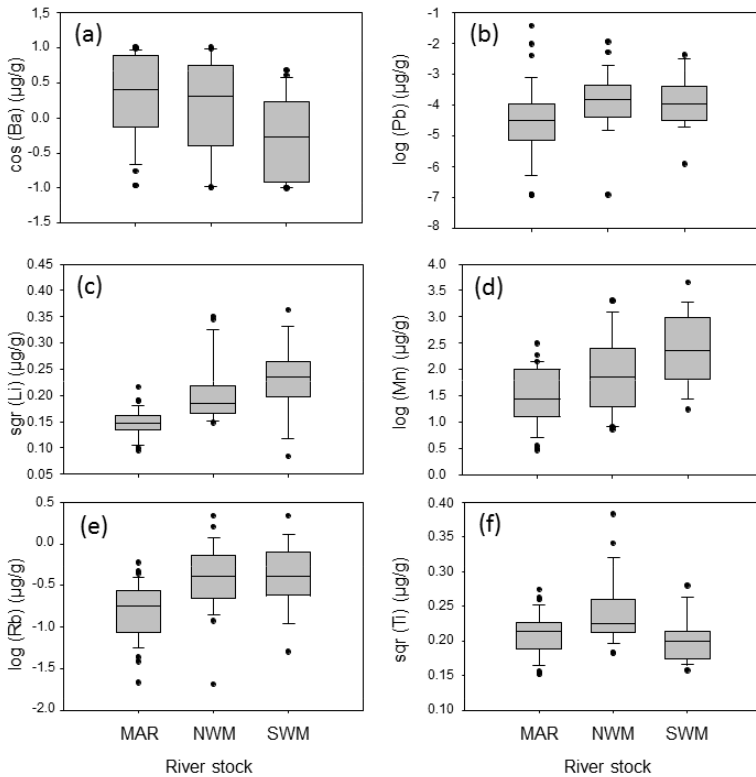 (a)
cos (Ba) (µg/g)
1.5
1.0
0.5
0.0
-0.5
-1.0
-1.5
(b)
log (Pb) (µg/g)
-1
-2
-3
-4
-5
-6
-7
-8
(c)
sgr (Li) (µg/g)
0.45
0.40
0.35
0.30
0.25
0.20
0.15
0.10
0.05
(d)
log (Mn) (µg/g)
4.0
3.5
3.0
2.5
2.0
1.5
1.0
0.5
0.0
(e)
log (Rb) (µg/g)
0.5
0.0
-0.5
-1.0
-1.5
-2.0
MAR NWM SWM
River stock
(f)
sqr (Ti) (µg/g)
0.40
0.35
0.30
0.25
0.20
0.15
0.10
MAR NWM SWM
River stock